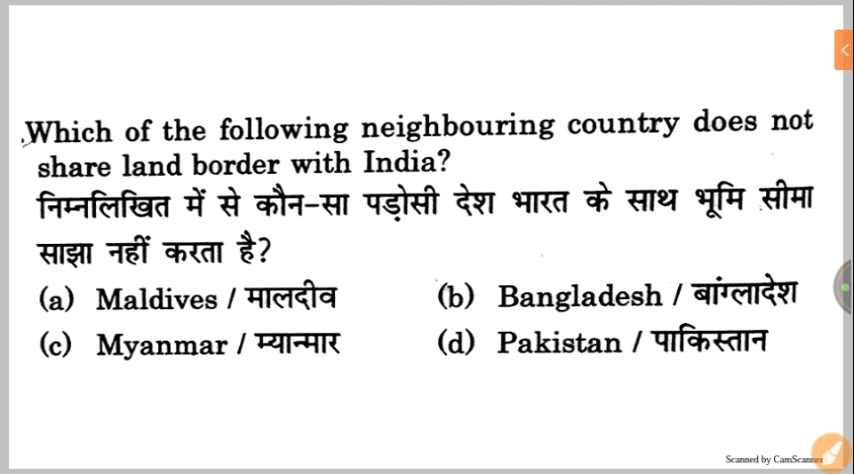 Which of the following neighbouring country does not
share land border with India?
निम्नलिखित में से कौन-सा पड़ोसी देश भारत के साथ भूमि सीमा
साझा नहीं करता है?
(a) Maldives / मालदीव (b) Bangladesh / बांग्लादेश
(c) Myanmar / म्यान्मार (d) Pakistan / पाकिस्तान
Scanned by CamScanner